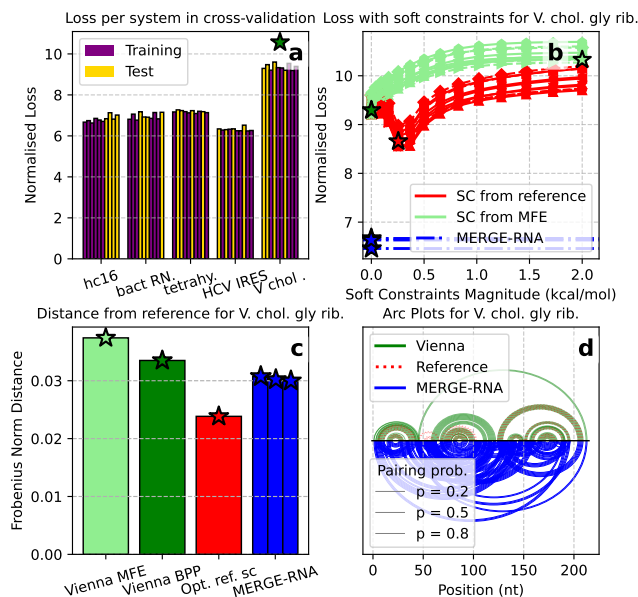 Loss per system in cross-validation
Loss with soft constraints for V. chol. gly rib.
a
Training
Test
Normalised Loss
10
8
6
4
2
0
hc16
bact RN.
tetrahy.
HCV IRES
V chol .
b
Normalised Loss
10
9
8
7
SC from reference
SC from MFE
MERGE-RNA
0.0
0.5
1.0
1.5
2.0
Soft Constraints Magnitude (kcal/mol)
Distance from reference for V. chol. gly rib.
c
Frobenius Norm Distance
0.03
0.02
0.01
0.00
Vienna MFE
Vienna BPP
Opt. ref. sc
MERGE-RNA
Arc Plots for V. chol. gly rib.
d
Vienna
Reference
MERGE-RNA
Pairing prob.
p = 0.2
p = 0.5
p = 0.8
0
50
100
150
200
Position (nt)